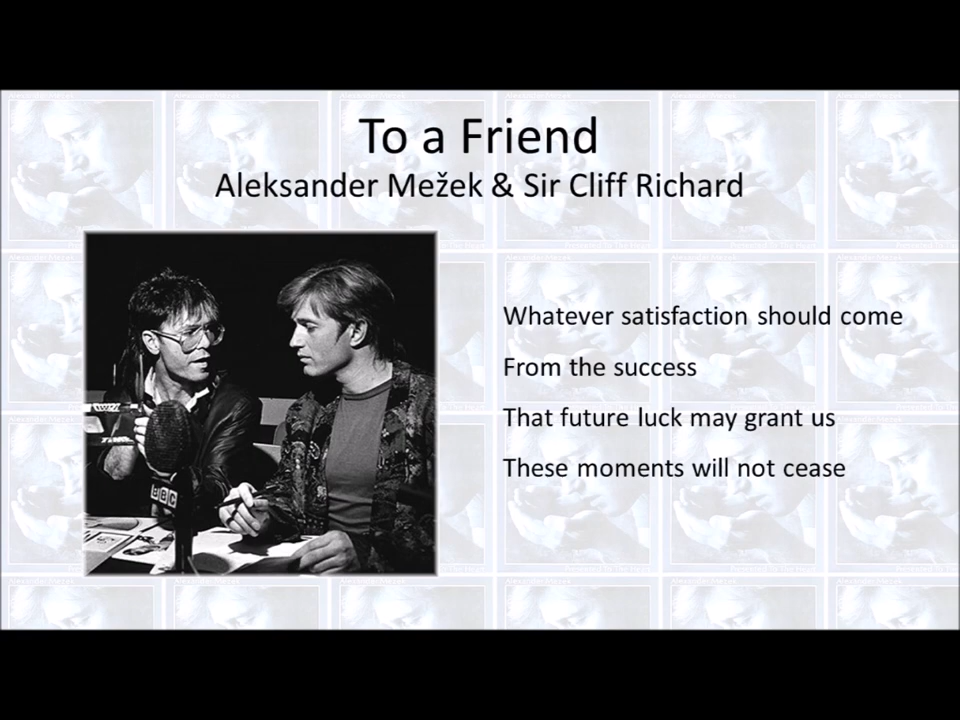 To a Friend
Aleksander Mežek & Sir Cliff Richard
Whatever satisfaction should come
From the success
That future luck may grant us
These moments will not cease
BBC